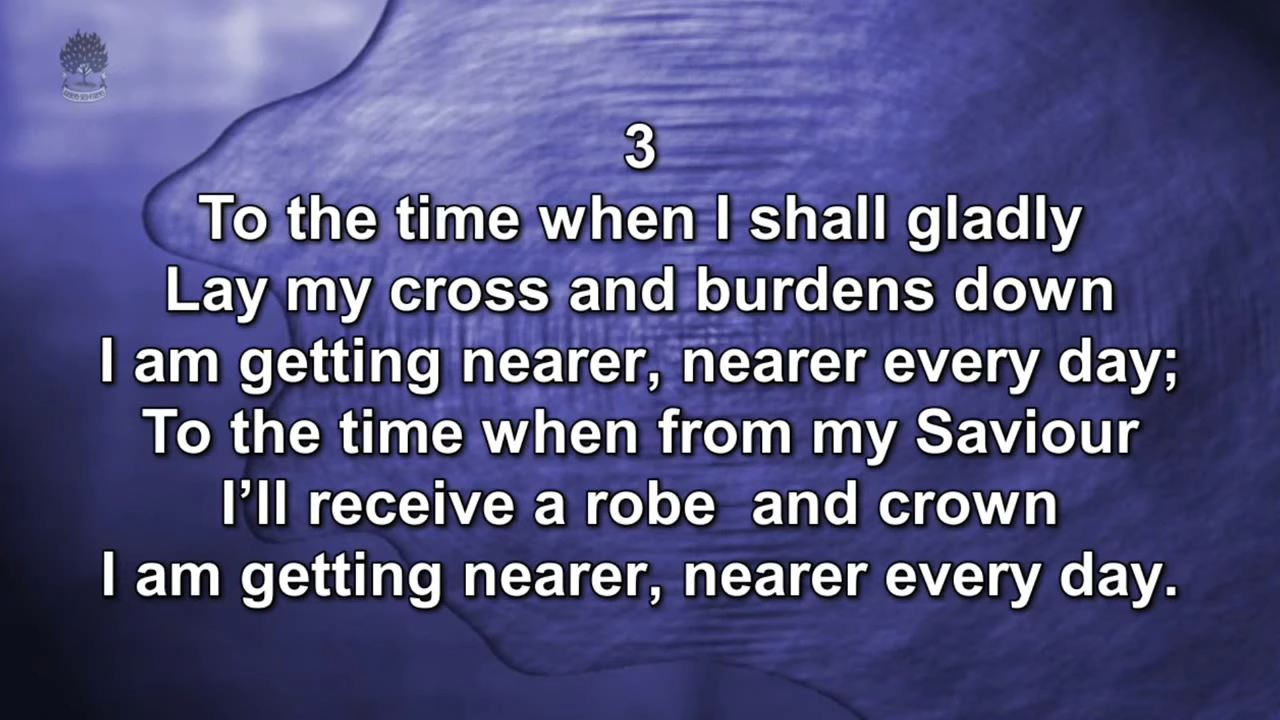 3
To the time when I shall gladly
Lay my cross and burdens down
I am getting nearer, nearer every day;
To the time when from my Saviour
I’ll receive a robe  and crown
I am getting nearer, nearer every day.